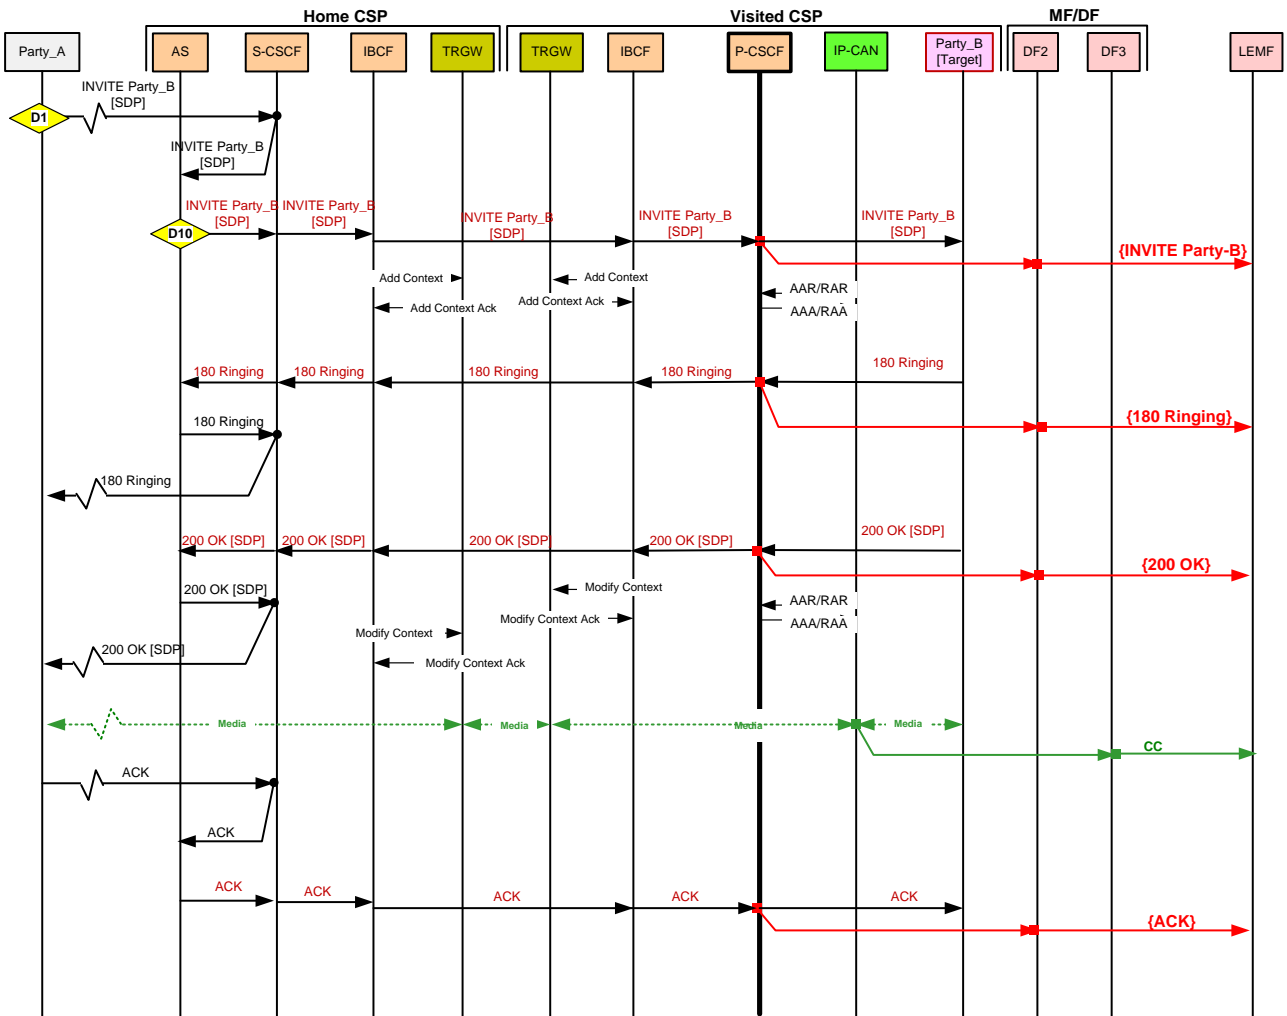 Home CSP
Visited CSP
MF/DF
Party_A
AS
S-CSCF
IBCF
TRGW
TRGW
IBCF
P-CSCF
IP-CAN
Party_B
[Target]
DF2
DF3
LEMF
INVITE Party_B
[SDP]
D1
INVITE Party_B
[SDP]
D10
INVITE Party_B
[SDP]
INVITE Party_B
[SDP]
INVITE Party_B
[SDP]
INVITE Party_B
[SDP]
INVITE Party_B
[SDP]
{INVITE Party-B}
Add Context
Add Context
AAR/RAR
Add Context Ack
Add Context Ack
AAA/RAA
180 Ringing
180 Ringing
180 Ringing
180 Ringing
180 Ringing
180 Ringing
{180 Ringing}
180 Ringing
200 OK [SDP]
200 OK [SDP]
200 OK [SDP]
200 OK [SDP]
200 OK [SDP]
{200 OK}
200 OK [SDP]
Modify Context
AAR/RAR
Modify Context Ack
AAA/RAA
Modify Context
200 OK [SDP]
Modify Context Ack
Media
Media
Media
Media
CC
ACK
ACK
ACK
ACK
ACK
ACK
ACK
{ACK}